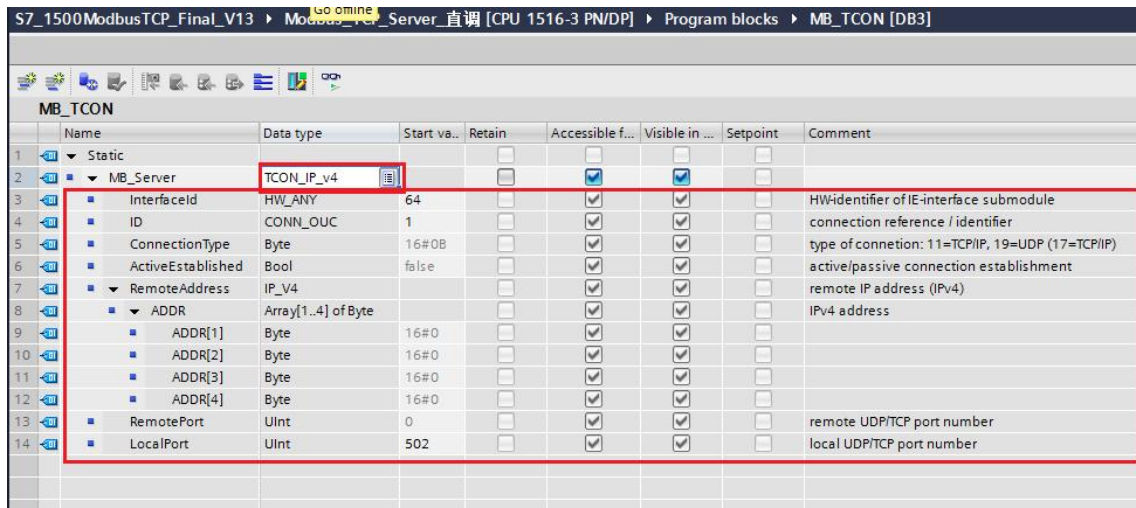 Go offline
S7_1500ModbusTCP_Final_V13 ▸ Modbus_TCP_Server_直调 [CPU 1516-3 PN/DP] ▸ Program blocks ▸ MB_TCON [DB3]
MB_TCON
Name Data type Start va... Retain Accessible f... Visible in ... Setpoint Comment
1 Static
2 MB_Server TCON_IP_v4
3 InterfaceId HW_ANY 64 HW-identifier of IE-interface submodule
4 ID CONN_OUC 1 connection reference / identifier
5 ConnectionType Byte 16#0B type of connetion: 11=TCP/IP, 19=UDP (17=TCP/IP)
6 ActiveEstablished Bool false active/passive connection establishment
7 RemoteAddress IP_V4 remote IP address (IPv4)
8 ADDR Array[1..4] of Byte IPv4 address
9 ADDR[1] Byte 16#0
10 ADDR[2] Byte 16#0
11 ADDR[3] Byte 16#0
12 ADDR[4] Byte 16#0
13 RemotePort UInt 0 remote UDP/TCP port number
14 LocalPort UInt 502 local UDP/TCP port number